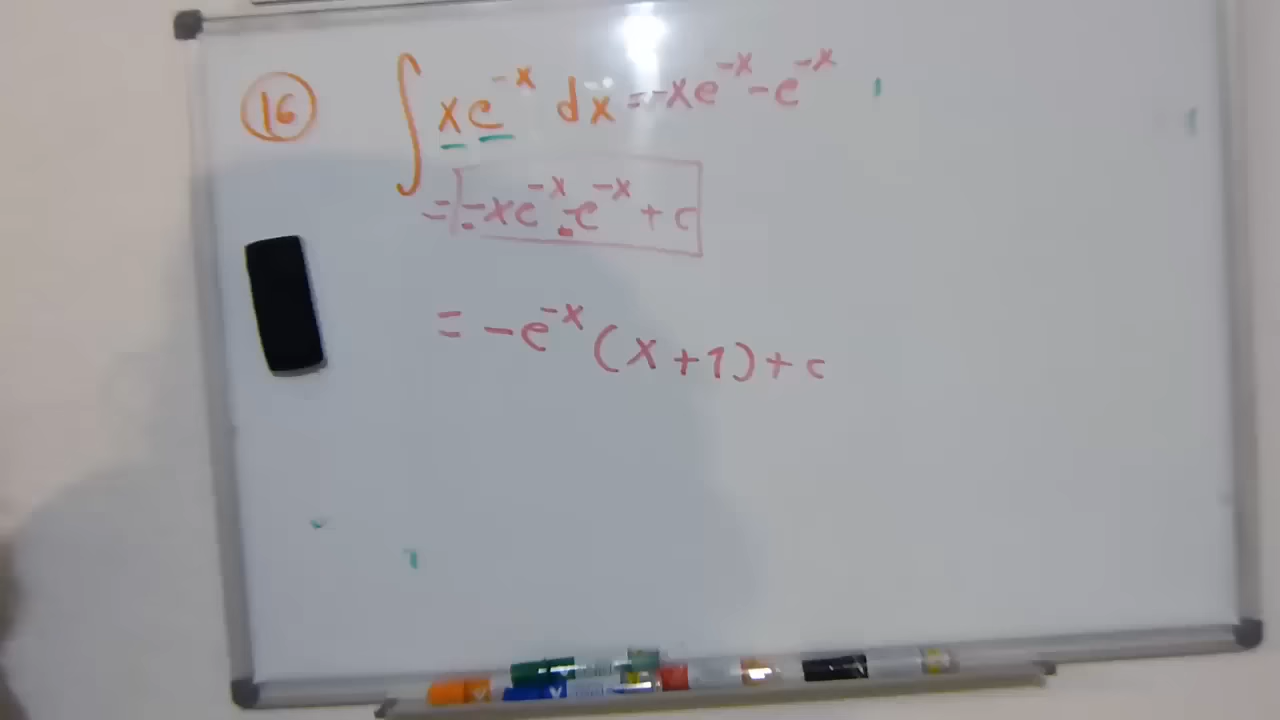 16 ∫ xe^-x dx = -xe^-x - e^-x
= -xe^-x - e^-x + c
= -e^-x (x + 1) + c